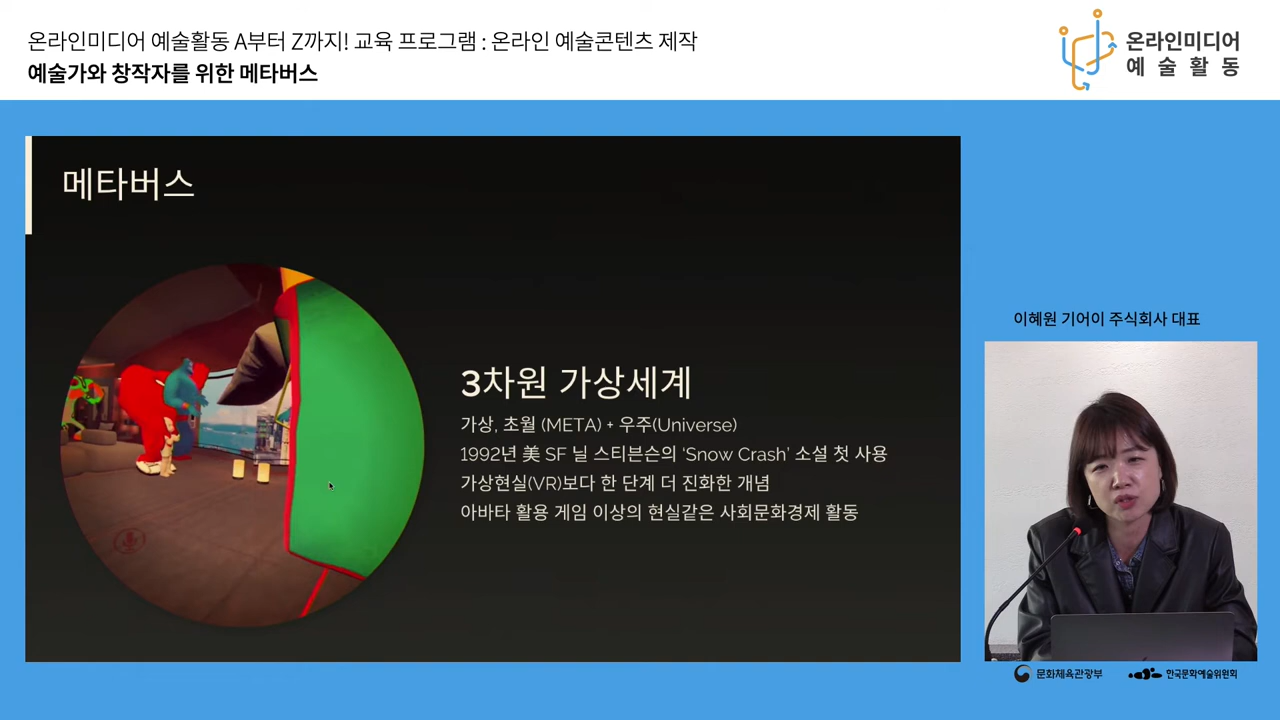 온라인미디어 예술활동 A부터 Z까지! 교육 프로그램 : 온라인 예술콘텐츠 제작
예술가와 창작자를 위한 메타버스
온라인미디어
예 술 활 동
메타버스
3차원 가상세계
가상, 초월 (META) + 우주(Universe)
1992년 美 SF 닐 스티븐슨의 ‘Snow Crash’ 소설 첫 사용
가상현실(VR)보다 한 단계 더 진화한 개념
아바타 활용 게임 이상의 현실같은 사회문화경제 활동
이혜원 기어이 주식회사 대표
문화체육관광부
한국문화예술위원회